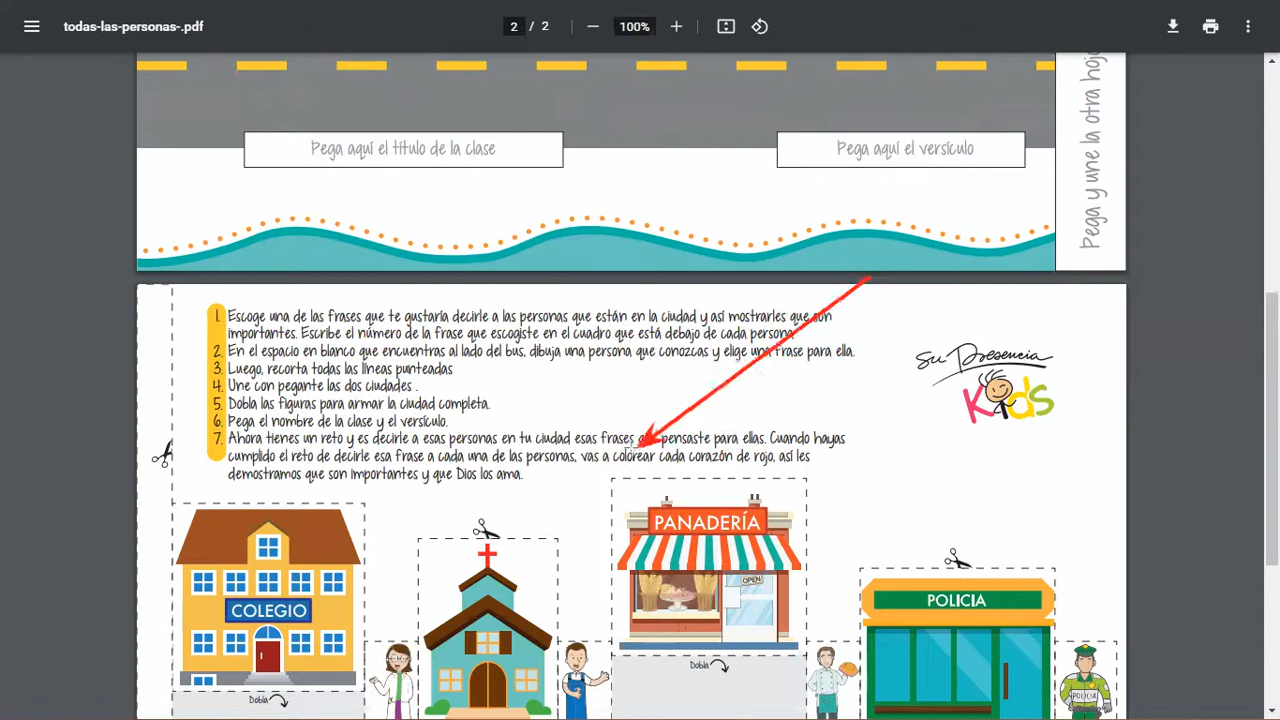 todas-las-personas-.pdf
2 / 2
100%
Pega aquí el título de la clase
Pega aquí el versículo
Pega y une la otra hoja
1. Escoge una de las frases que te gustaría decirle a las personas que están en la ciudad y así mostrarles que son
importantes. Escribe el número de la frase que escogiste en el cuadro que está debajo de cada persona.
2. En el espacio en blanco que encuentras al lado del bus, dibuja una persona que conozcas y elige una frase para ella.
3. Luego, recorta todas las líneas punteadas
4. Une con pegante las dos ciudades .
5. Dobla las figuras para armar la ciudad completa.
6. Pega el nombre de la clase y el versículo.
7. Ahora tienes un reto y es decirle a esas personas en tu ciudad esas frases que pensaste para ellas. Cuando hayas
cumplido el reto de decirle esa frase a cada una de las personas, vas a colorear cada corazón de rojo, así les
demostramos que son importantes y que Dios los ama.
Su Presencia
Kids
COLEGIO
PANADERÍA
OPEN!
POLICIA
Dobla
Dobla
POLICIA